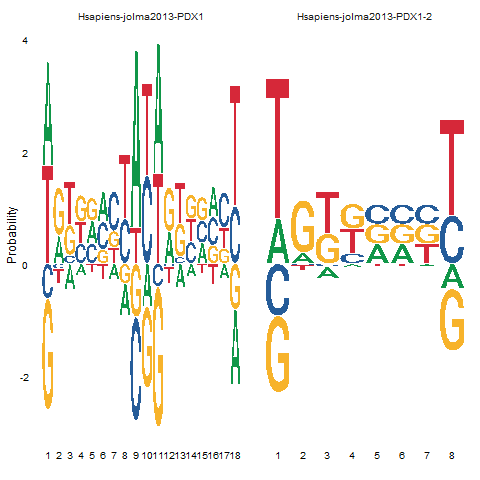 Hsapiens-jolma2013-PDX1
Hsapiens-jolma2013-PDX1-2
Probability
4
2
0
-2
1 2 3 4 5 6 7 8 9 10 11 12 13 14 15 16 17 18
1 2 3 4 5 6 7 8